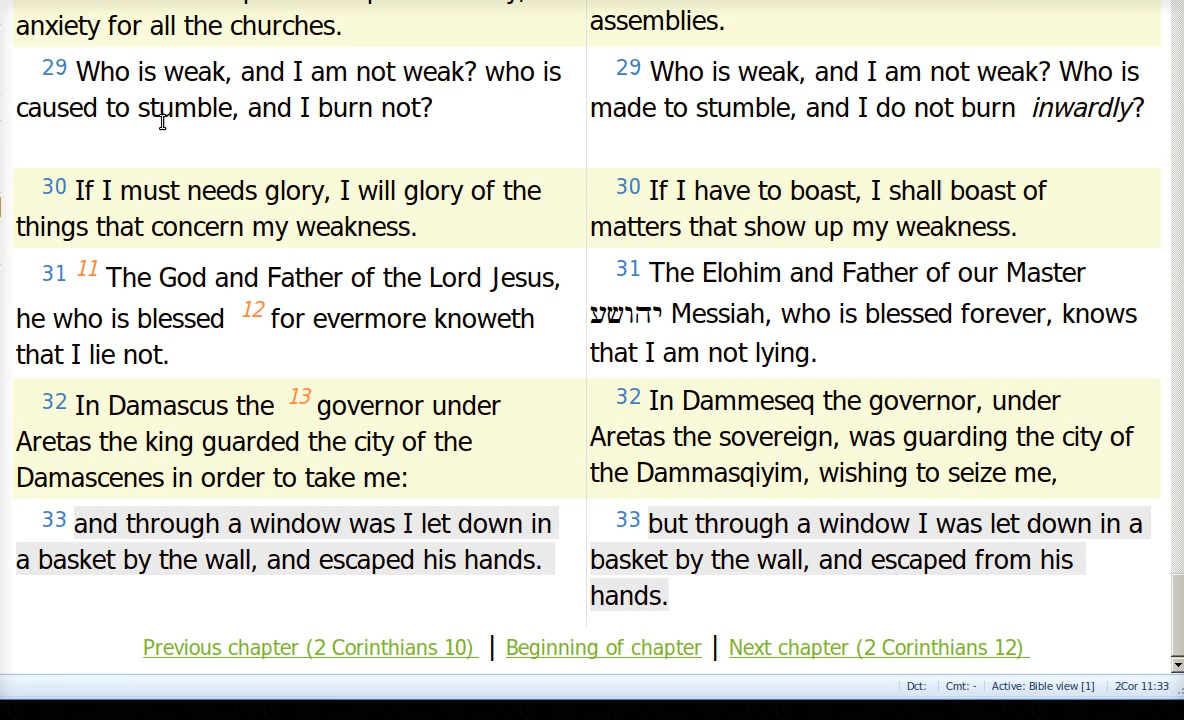 anxiety for all the churches.
29 Who is weak, and I am not weak? who is
caused to stumble, and I burn not?
30 If I must needs glory, I will glory of the
things that concern my weakness.
31 11 The God and Father of the Lord Jesus,
he who is blessed 12 for evermore knoweth
that I lie not.
32 In Damascus the 13 governor under
Aretas the king guarded the city of the
Damascenes in order to take me:
33 and through a window was I let down in
a basket by the wall, and escaped his hands.
assemblies.
29 Who is weak, and I am not weak? Who is
made to stumble, and I do not burn inwardly?
30 If I have to boast, I shall boast of
matters that show up my weakness.
31 The Elohim and Father of our Master
יהושע Messiah, who is blessed forever, knows
that I am not lying.
32 In Dammeseq the governor, under
Aretas the sovereign, was guarding the city of
the Dammasqiyim, wishing to seize me,
33 but through a window I was let down in a
basket by the wall, and escaped from his
hands.
Previous chapter (2 Corinthians 10) | Beginning of chapter | Next chapter (2 Corinthians 12)
Dct: Cmt: - Active: Bible view [1] 2Cor 11:33